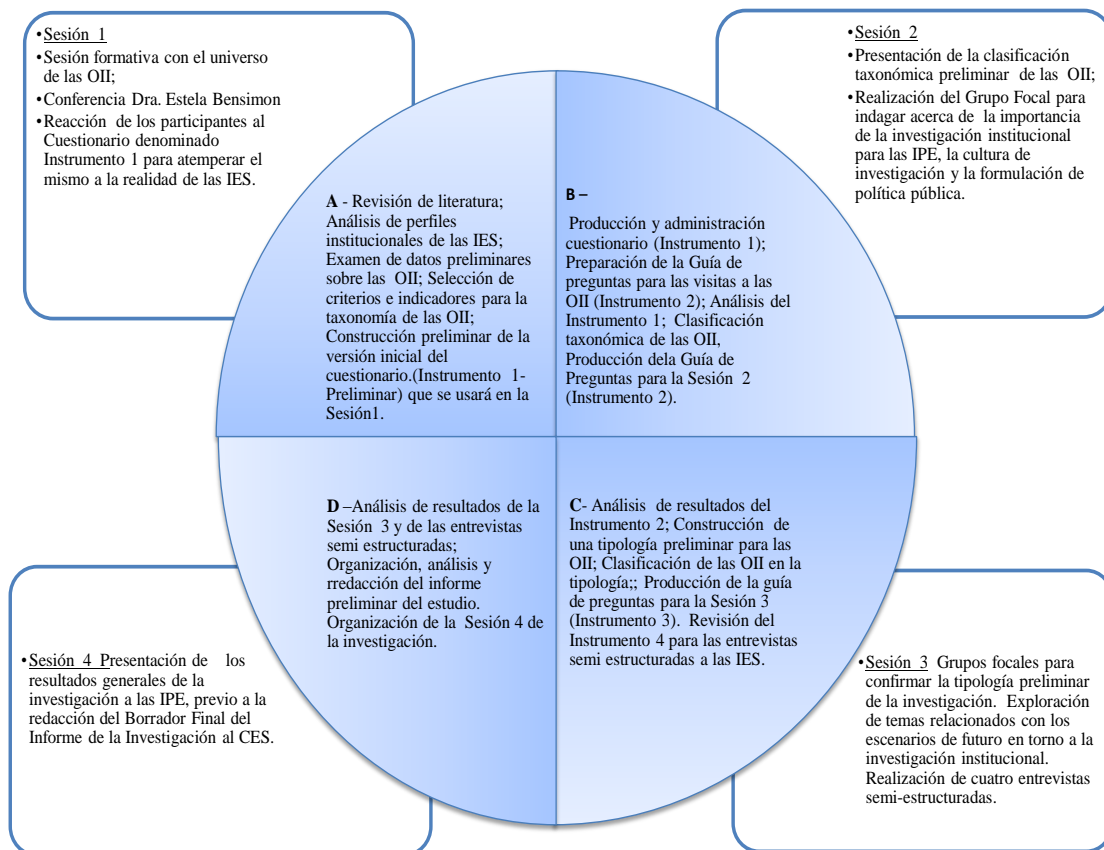 •Sesión 1
•Sesión formativa con el universo
de las OII;
•Conferencia Dra. Estela Bensimon
•Reacción de los participantes al
Cuestionario denominado
Instrumento 1 para atemperar el
mismo a la realidad de las IES.
•Sesión 2
•Presentación de la clasificación
taxonómica preliminar de las OII;
•Realización del Grupo Focal para
indagar acerca de la importancia
de la investigación institucional
para las IPE, la cultura de
investigación y la formulación de
política pública.
A - Revisión de literatura;
Análisis de perfiles
institucionales de las IES;
Examen de datos preliminares
sobre las OII; Selección de
criterios e indicadores para la
taxonomía de las OII;
Construcción preliminar de la
versión inicial del
cuestionario.(Instrumento 1-
Preliminar) que se usará en la
Sesión1.
B –
Producción y administración
cuestionario (Instrumento 1);
Preparación de la Guía de
preguntas para las visitas a las
OII (Instrumento 2); Análisis del
Instrumento 1; Clasificación
taxonómica de las OII,
Producción dela Guía de
Preguntas para la Sesión 2
(Instrumento 2).
D –Análisis de resultados de la
Sesión 3 y de las entrevistas
semi estructuradas;
Organización, análisis y
rredacción del informe
preliminar del estudio.
Organización de la Sesión 4 de
la investigación.
C- Análisis de resultados del
Instrumento 2; Construcción de
una tipología preliminar para las
OII; Clasificación de las OII en la
tipología;; Producción de la guía
de preguntas para la Sesión 3
(Instrumento 3). Revisión del
Instrumento 4 para las entrevistas
semi estructuradas a las IES.
•Sesión 4 Presentación de los
resultados generales de la
investigación a las IPE, previo a la
redacción del Borrador Final del
Informe de la Investigación al CES.
•Sesión 3 Grupos focales para
confirmar la tipología preliminar
de la investigación. Exploración
de temas relacionados con los
escenarios de futuro en torno a la
investigación institucional.
Realización de cuatro entrevistas
semi-estructuradas.